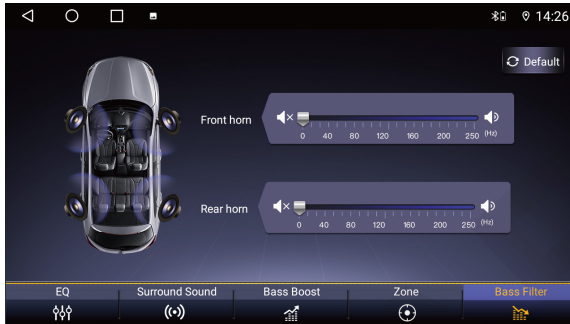 14:26
Default
Front horn
0 40 80 120 160 200 250 (Hz)
Rear horn
0 40 80 120 160 200 250 (Hz)
EQ Surround Sound Bass Boost Zone Bass Filter